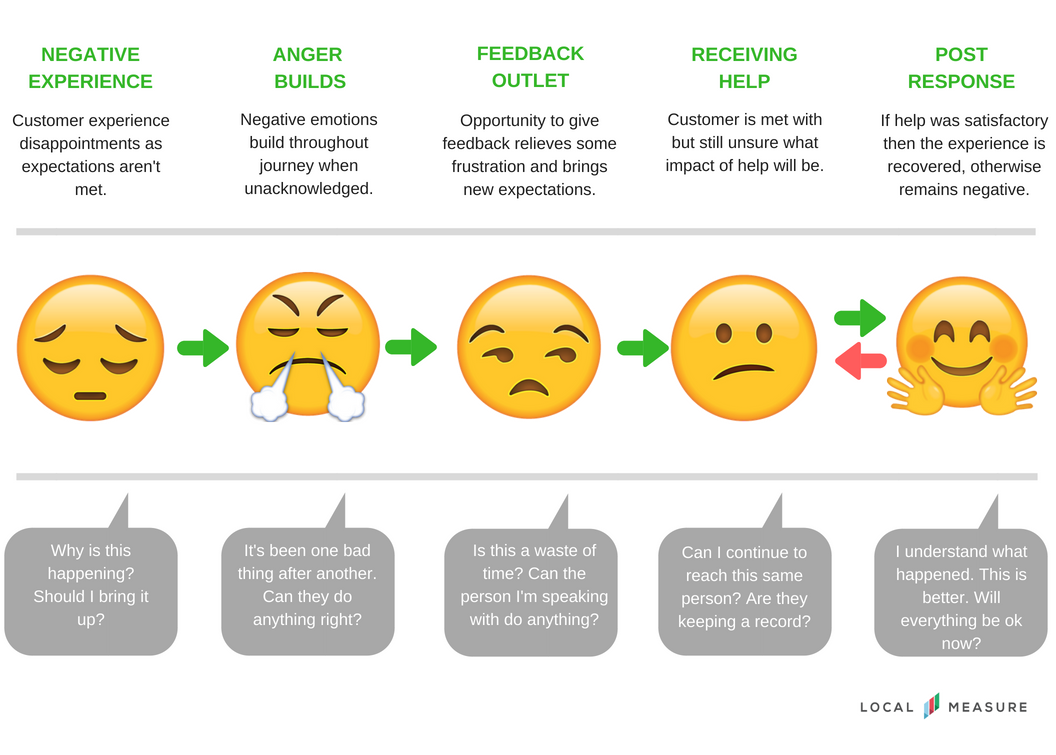 NEGATIVE
EXPERIENCE
Customer experience
disappointments as
expectations aren't
met.
ANGER
BUILDS
Negative emotions
build throughout
journey when
unacknowledged.
FEEDBACK
OUTLET
Opportunity to give
feedback relieves some
frustration and brings
new expectations.
RECEIVING
HELP
Customer is met with
but still unsure what
impact of help will be.
POST
RESPONSE
If help was satisfactory
then the experience is
recovered, otherwise
remains negative.
Why is this
happening?
Should I bring it
up?
It's been one bad
thing after another.
Can they do
anything right?
Is this a waste of
time? Can the
person I'm speaking
with do anything?
Can I continue to
reach this same
person? Are they
keeping a record?
I understand what
happened. This is
better. Will
everything be ok
now?
LOCAL MEASURE